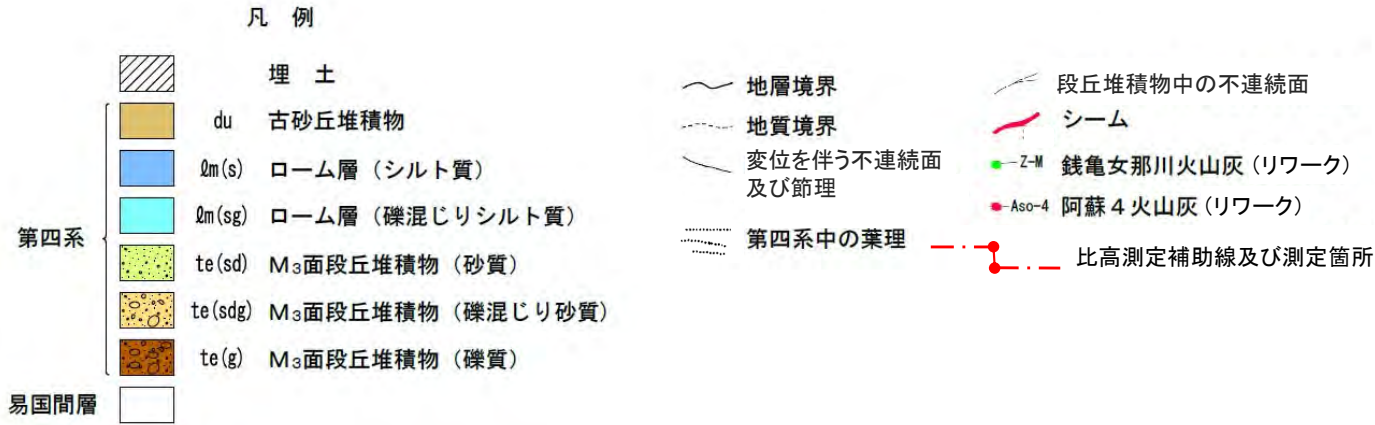 凡 例
埋 土
du 古砂丘堆積物
ℓm(s) ローム層（シルト質）
ℓm(sg) ローム層（礫混じりシルト質）
第四系
te(sd) M₃面段丘堆積物（砂質）
te(sdg) M₃面段丘堆積物（礫混じり砂質）
te(g) M₃面段丘堆積物（礫質）
易国間層
地層境界
地質境界
変位を伴う不連続面
及び節理
第四系中の葉理
段丘堆積物中の不連続面
シーム
Z-M 銭亀女那川火山灰（リワーク）
Aso-4 阿蘇４火山灰（リワーク）
比高測定補助線及び測定箇所